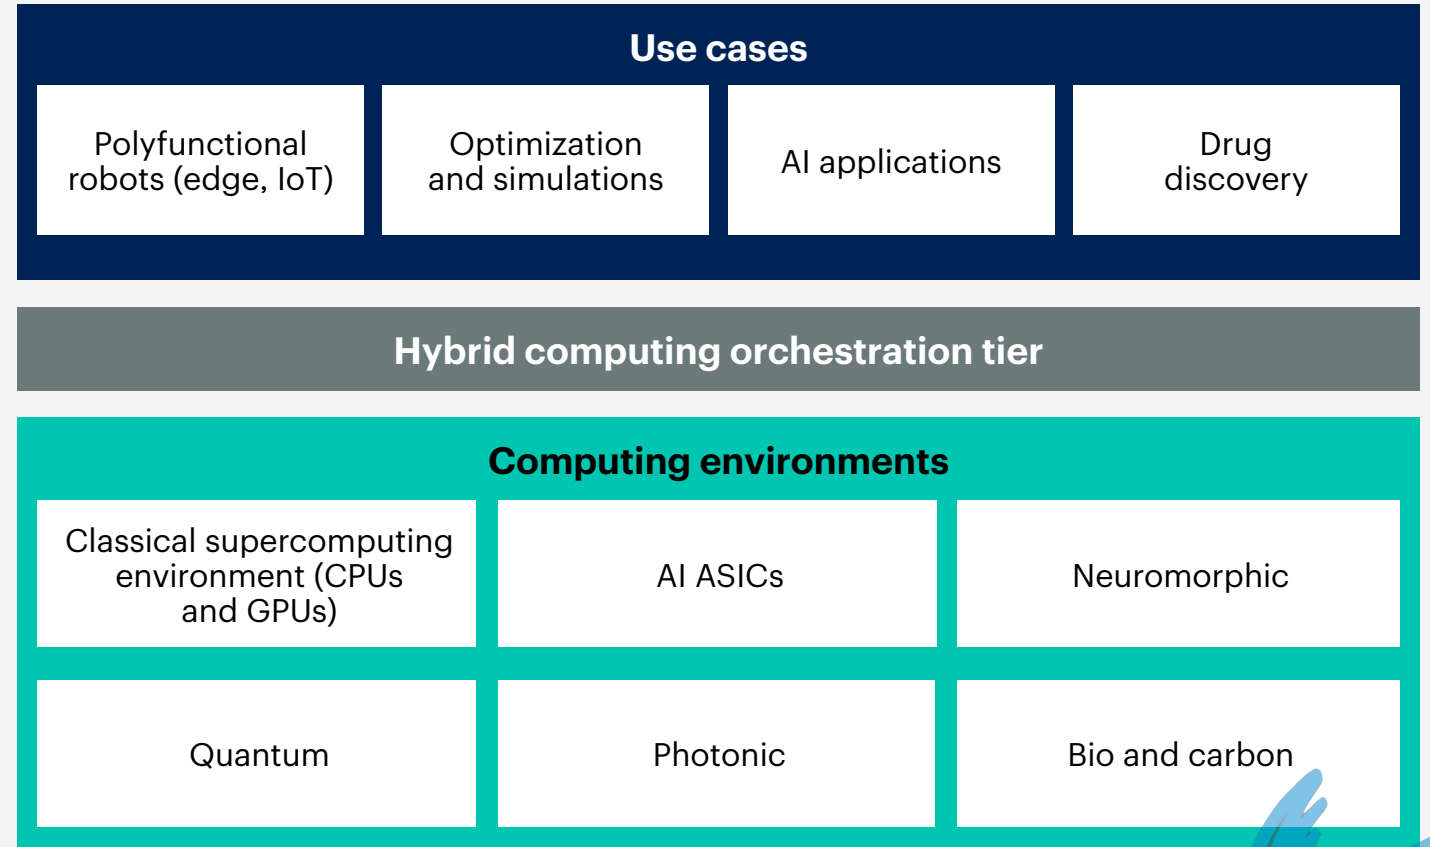 Use cases
Polyfunctional
robots (edge, IoT)
Optimization
and simulations
AI applications
Drug
discovery
Hybrid computing orchestration tier
Computing environments
Classical supercomputing
environment (CPUs
and GPUs)
AI ASICs
Neuromorphic
Quantum
Photonic
Bio and carbon